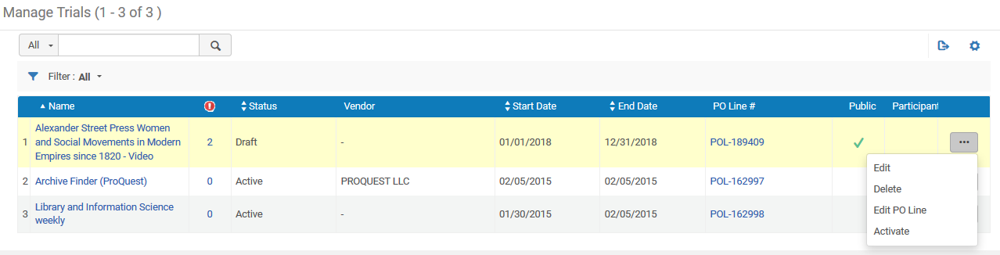 Manage Trials (1 - 3 of 3 )
All
Filter : All
Name ! Status Vendor Start Date End Date PO Line # Public Participant
1 Alexander Street Press Women and Social Movements in Modern Empires since 1820 - Video 2 Draft - 01/01/2018 12/31/2018 POL-189409
2 Archive Finder (ProQuest) 0 Active PROQUEST LLC 02/05/2015 02/05/2015 POL-162997
3 Library and Information Science weekly 0 Active - 01/30/2015 02/05/2015 POL-162998
Edit
Delete
Edit PO Line
Activate